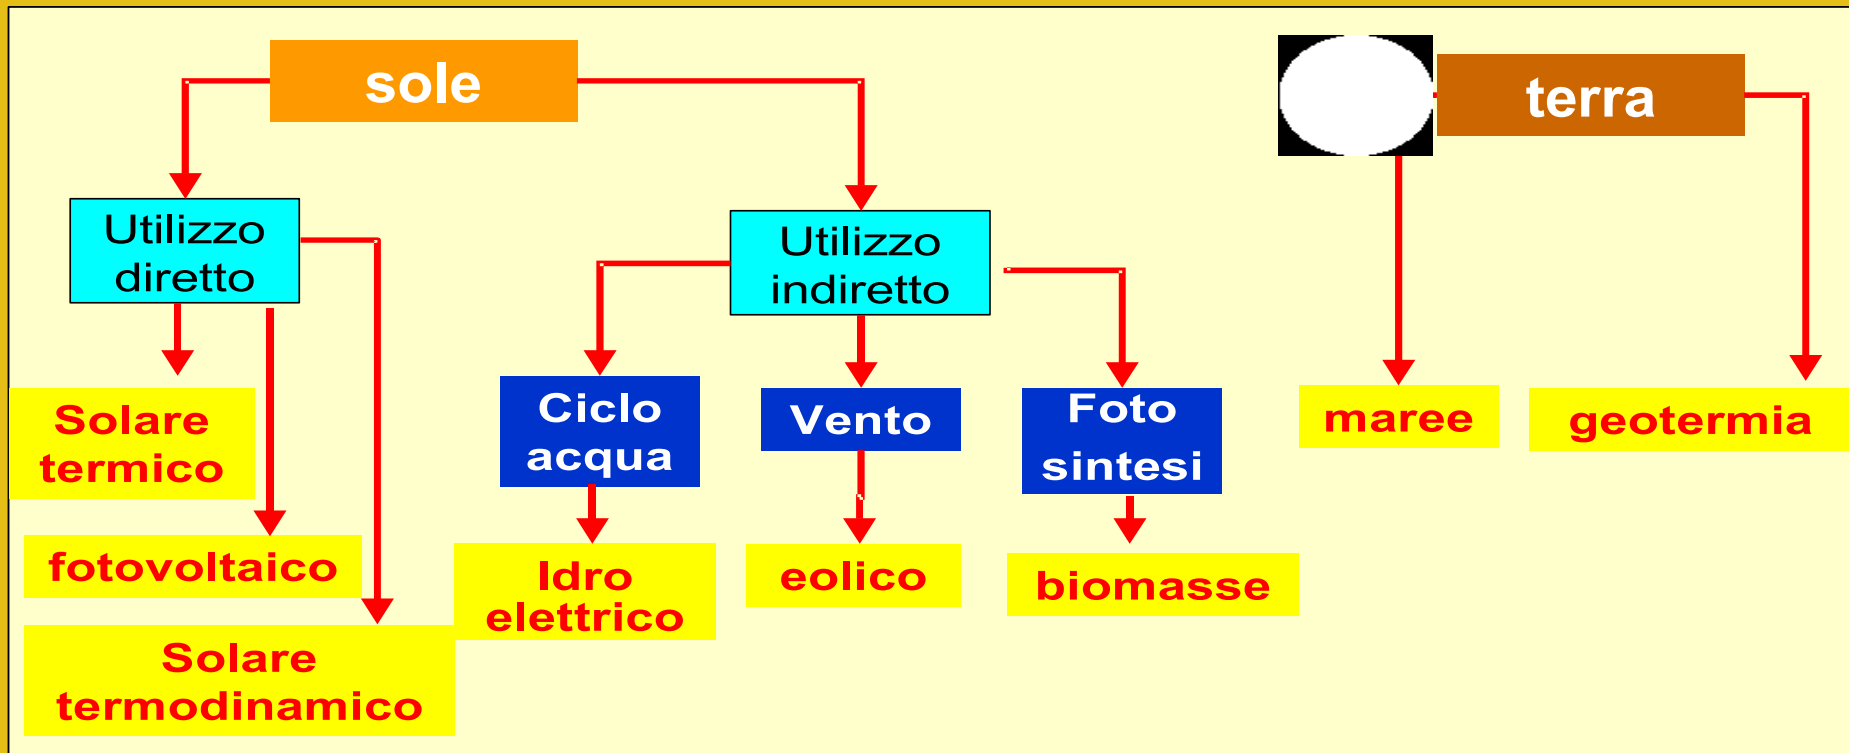 sole
terra
Utilizzo
diretto
Utilizzo
indiretto
Solare
termico
Ciclo
acqua
Vento
Foto
sintesi
maree
geotermia
fotovoltaico
Idro
elettrico
eolico
biomasse
Solare
termodinamico